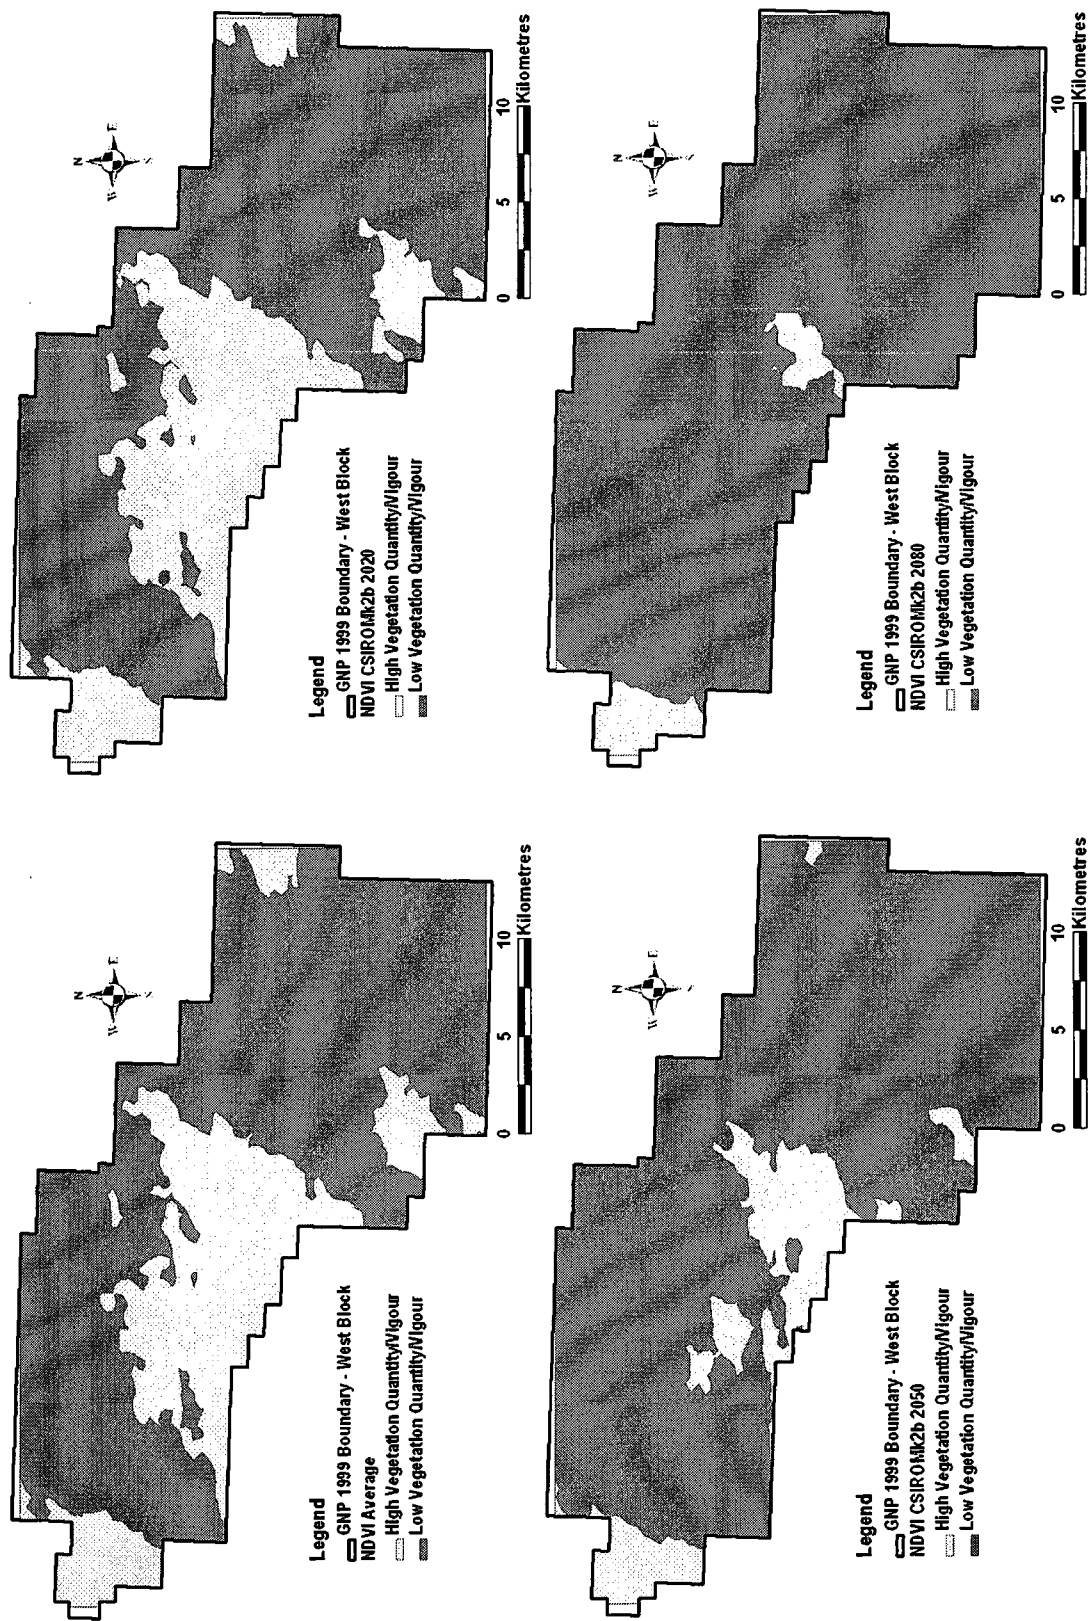 N
W E
S
Legend
GNP 1999 Boundary - West Block
NDVI Average
High Vegetation Quantity/Vigour
Low Vegetation Quantity/Vigour
0 5 10
Kilometres
N
W E
S
Legend
GNP 1999 Boundary - West Block
NDVI CSIROMk2b 2020
High Vegetation Quantity/Vigour
Low Vegetation Quantity/Vigour
0 5 10
Kilometres
N
W E
S
Legend
GNP 1999 Boundary - West Block
NDVI CSIROMk2b 2050
High Vegetation Quantity/Vigour
Low Vegetation Quantity/Vigour
0 5 10
Kilometres
N
W E
S
Legend
GNP 1999 Boundary - West Block
NDVI CSIROMk2b 2080
High Vegetation Quantity/Vigour
Low Vegetation Quantity/Vigour
0 5 10
Kilometres